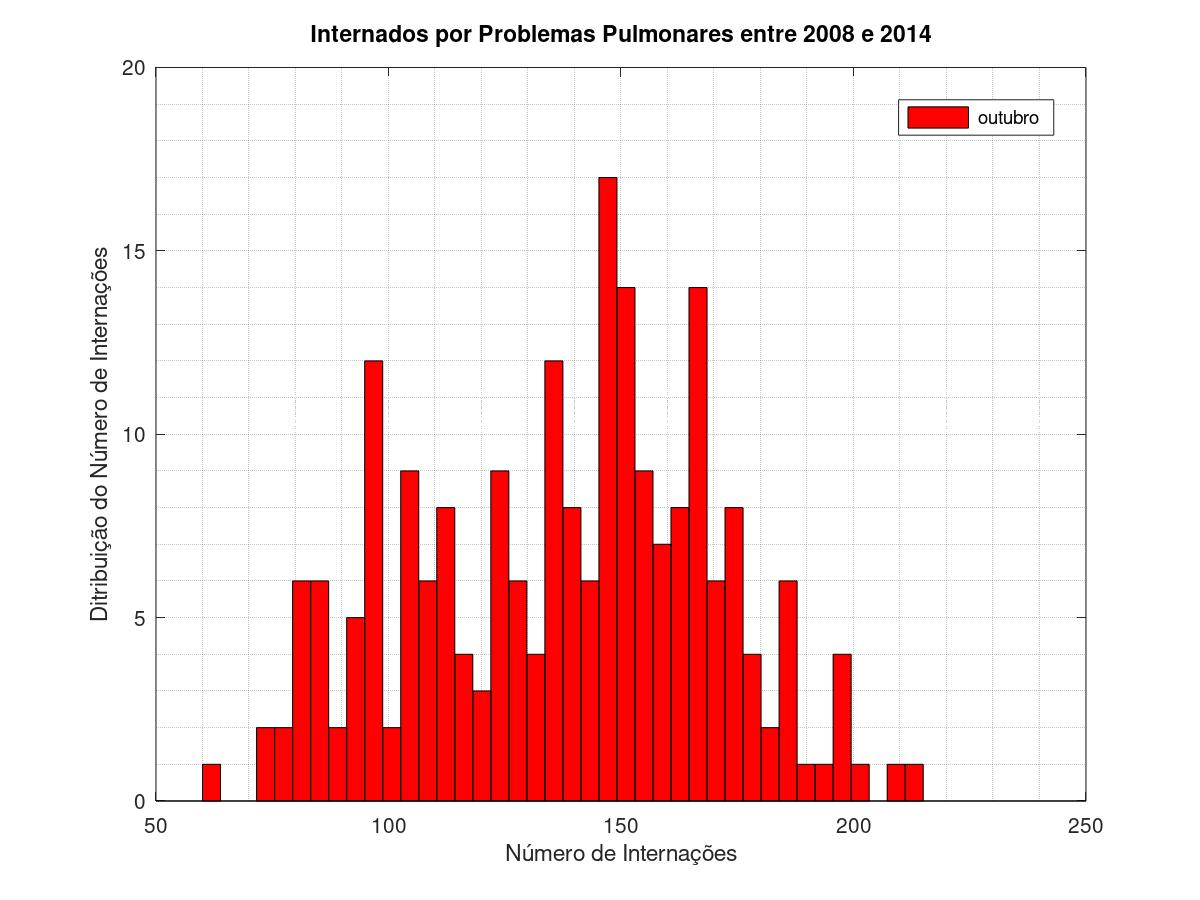 Internados por Problemas Pulmonares entre 2008 e 2014
20
15
10
5
0
Ditribuição do Número de Internações
outubro
50 100 150 200 250
Número de Internações